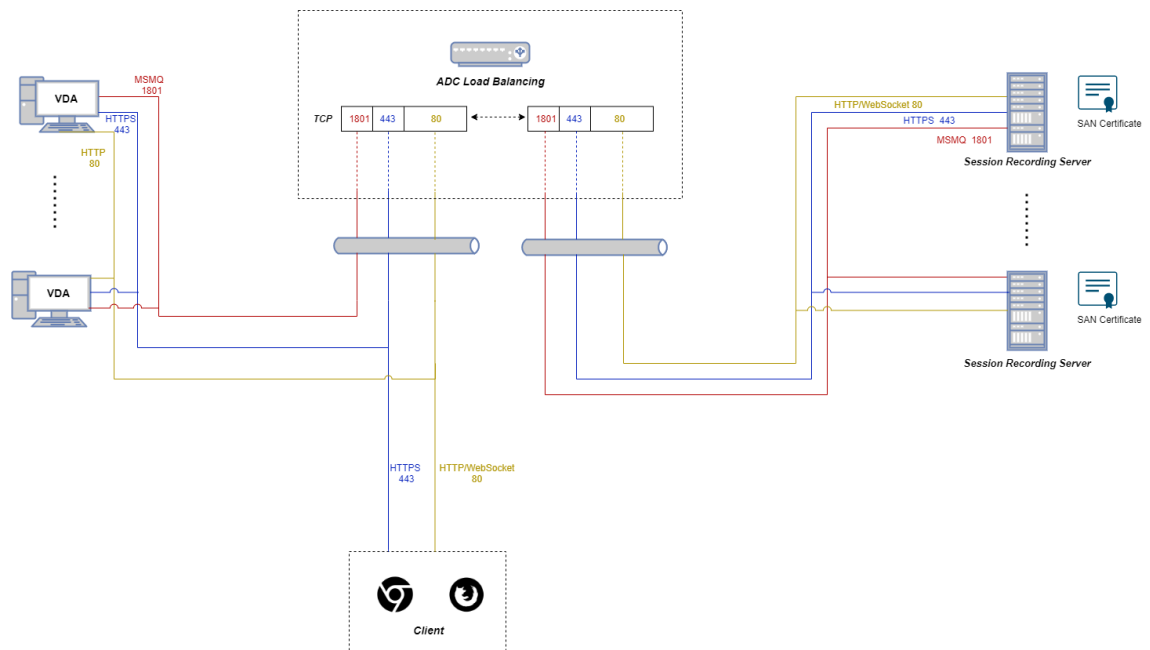 ADC Load Balancing
TCP
1801 443 80
1801 443 80
VDA
MSMQ
1801
HTTPS
443
HTTP
80
VDA
HTTP/WebSocket 80
HTTPS 443
MSMQ 1801
SAN Certificate
Session Recording Server
SAN Certificate
Session Recording Server
HTTPS
443
HTTP/WebSocket
80
Client